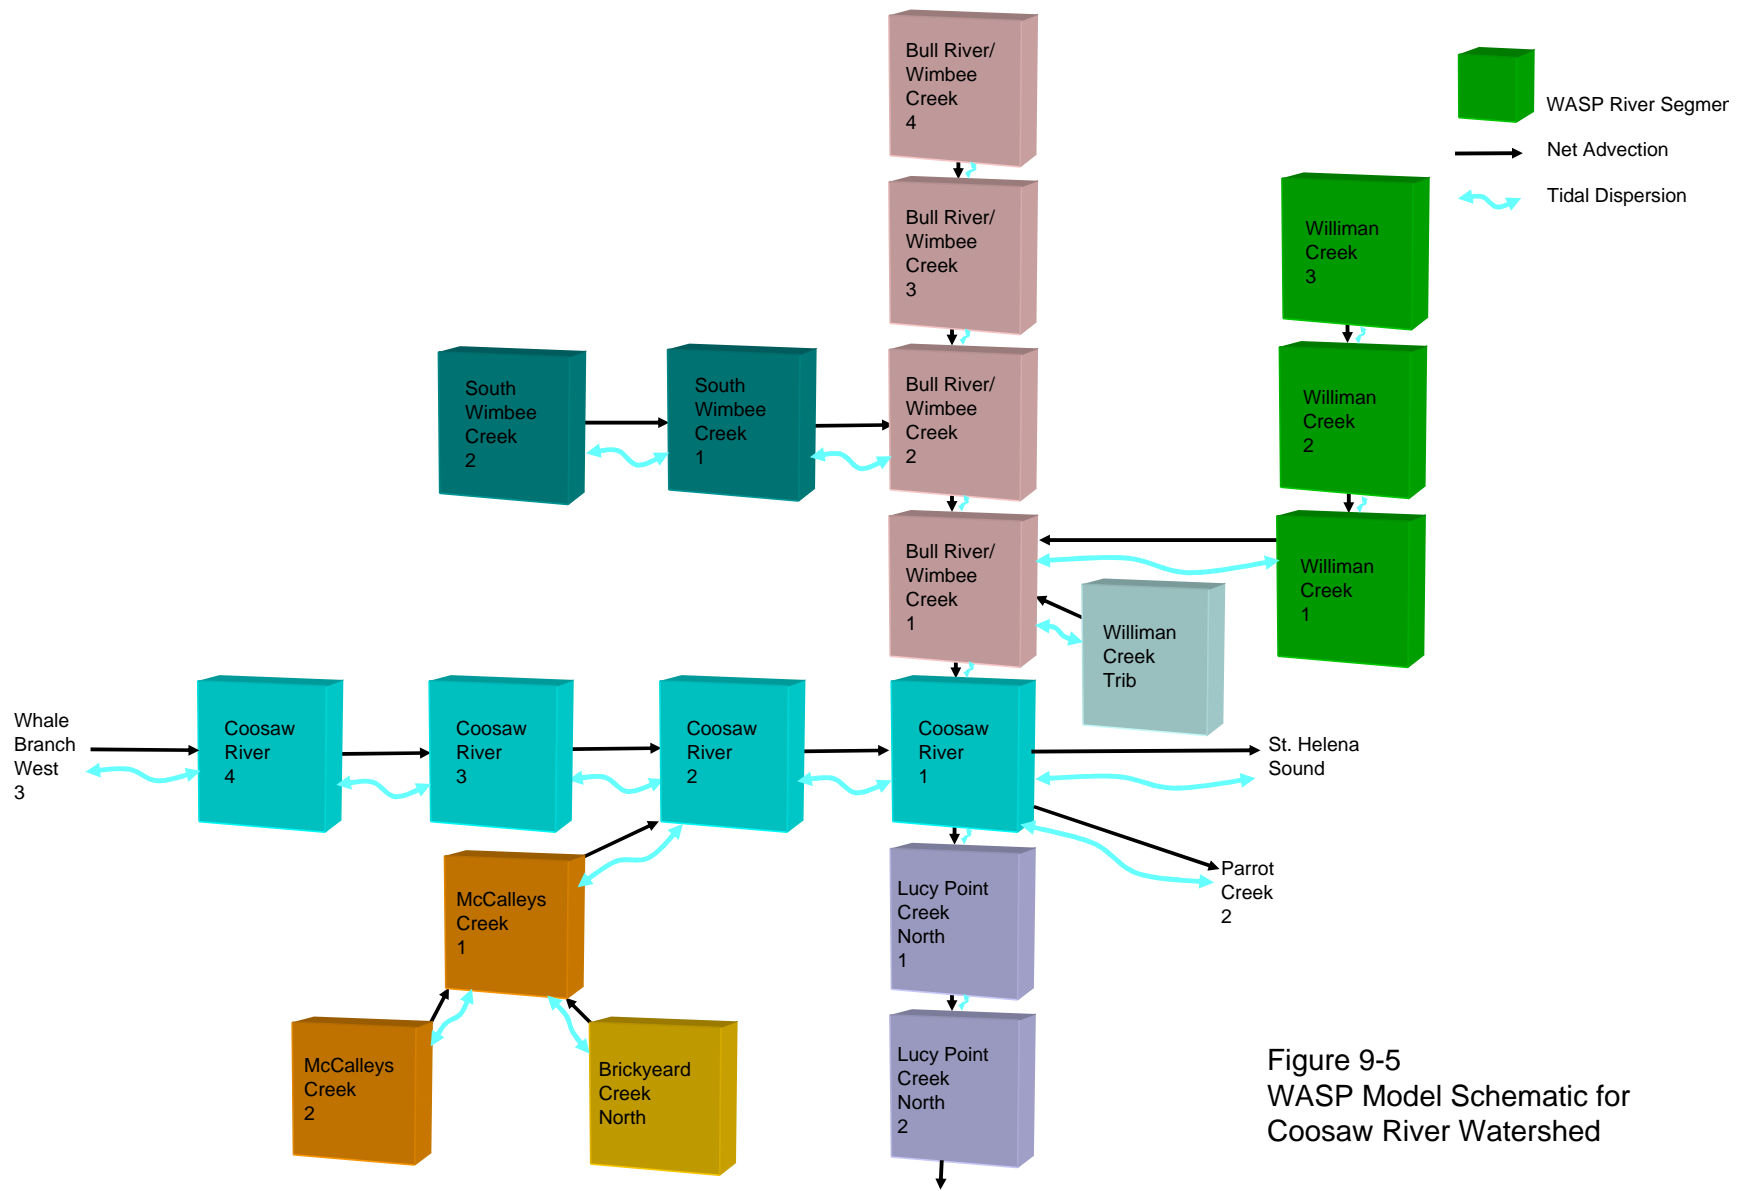 Bull River/
Wimbee
Creek
4
WASP River Segmer
Net Advection
Tidal Dispersion
Bull River/
Wimbee
Creek
3
Williman
Creek
3
South
Wimbee
Creek
2
South
Wimbee
Creek
1
Bull River/
Wimbee
Creek
2
Williman
Creek
2
Bull River/
Wimbee
Creek
1
Williman
Creek
1
Williman
Creek
Trib
Whale
Branch
West
3
Coosaw
River
4
Coosaw
River
3
Coosaw
River
2
Coosaw
River
1
St. Helena
Sound
McCalleys
Creek
1
Lucy Point
Creek
North
1
Parrot
Creek
2
McCalleys
Creek
2
Brickyeard
Creek
North
Lucy Point
Creek
North
2
Figure 9-5
WASP Model Schematic for
Coosaw River Watershed